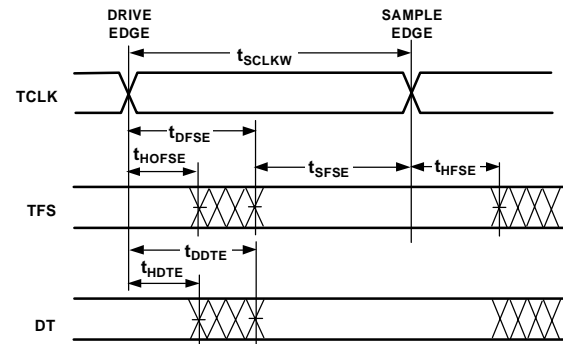 DRIVE EDGE
SAMPLE EDGE
tSCLKW
TCLK
tDFSE
tHOFSE
tSFSE
tHFSE
TFS
tDDTE
tHDTE
DT